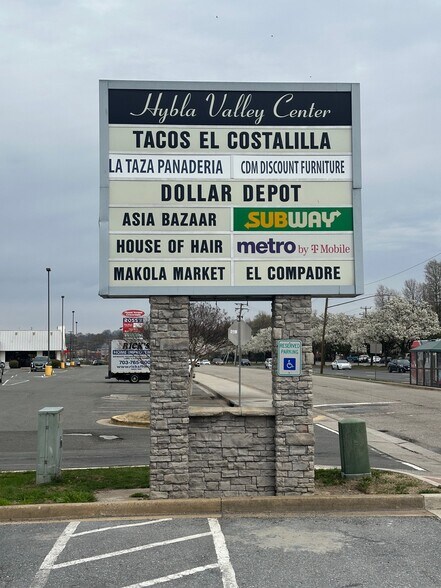 Hybla Valley Center
TACOS EL COSTALILLA
LA TAZA PANADERIA
CDM DISCOUNT FURNITURE
DOLLAR DEPOT
ASIA BAZAAR
SUBWAY
HOUSE OF HAIR
metro by T Mobile
MAKOLA MARKET
EL COMPADRE
ROSS
RICK'S
RESERVED
PARKING